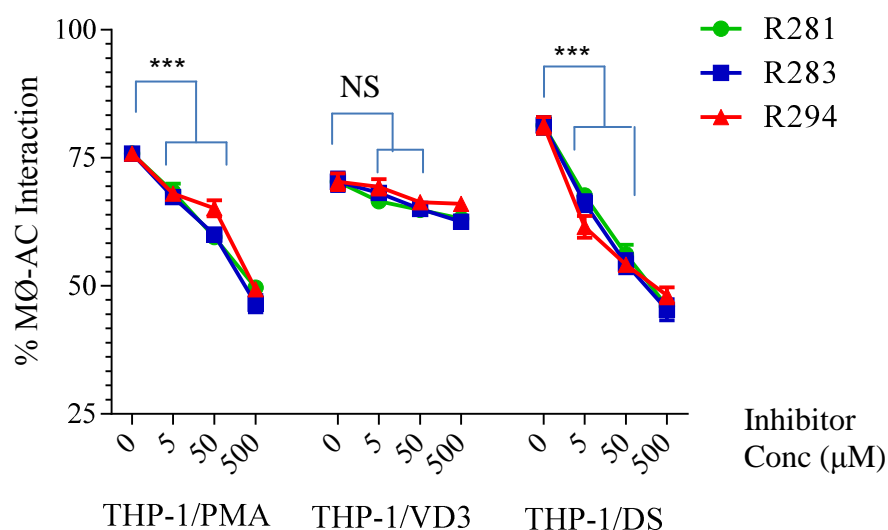 100
75
50
25
% MØ-AC Interaction
***
NS
***
R281
R283
R294
0 5 50 500
0 5 50 500
0 5 50 500
Inhibitor
Conc (µM)
THP-1/PMA
THP-1/VD3
THP-1/DS